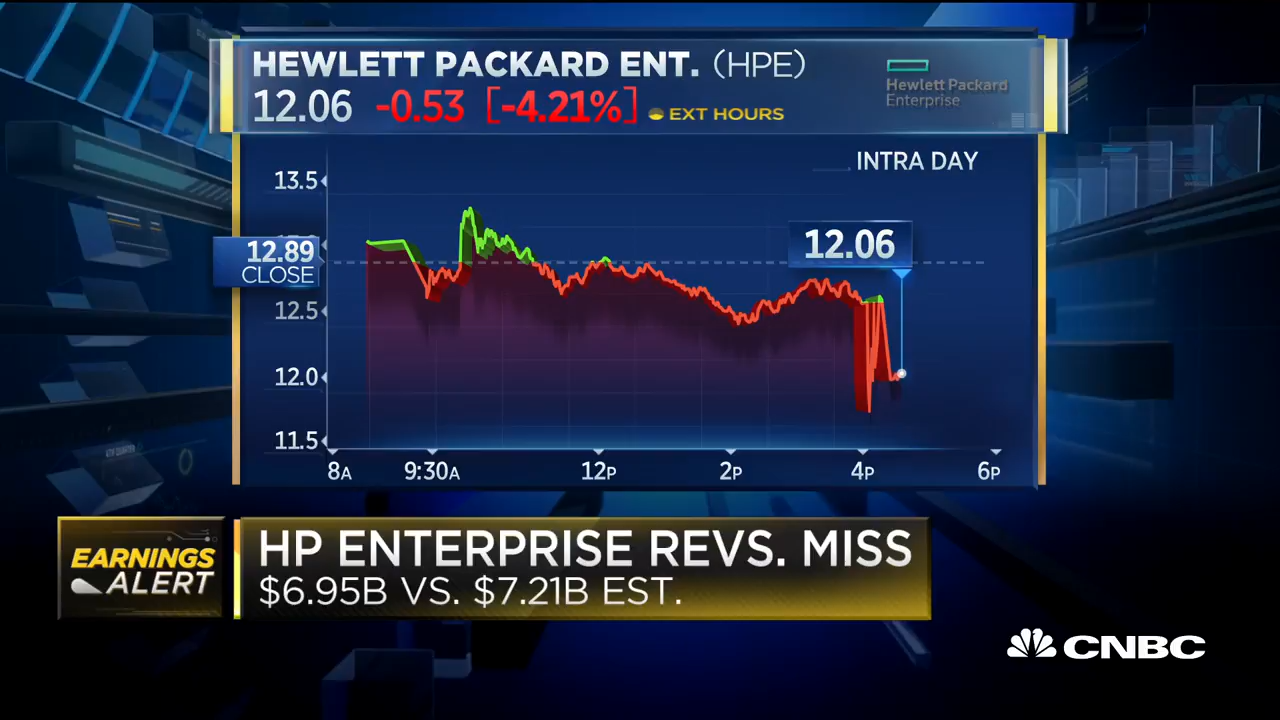 HEWLETT PACKARD ENT. (HPE)
12.06 -0.53 [-4.21%] EXT HOURS
Hewlett Packard
Enterprise
INTRA DAY
13.5
12.89
CLOSE
12.06
12.5
12.0
11.5
8A 9:30A 12P 2P 4P 6P
EARNINGS
ALERT
HP ENTERPRISE REVS. MISS
$6.95B VS. $7.21B EST.
CNBC